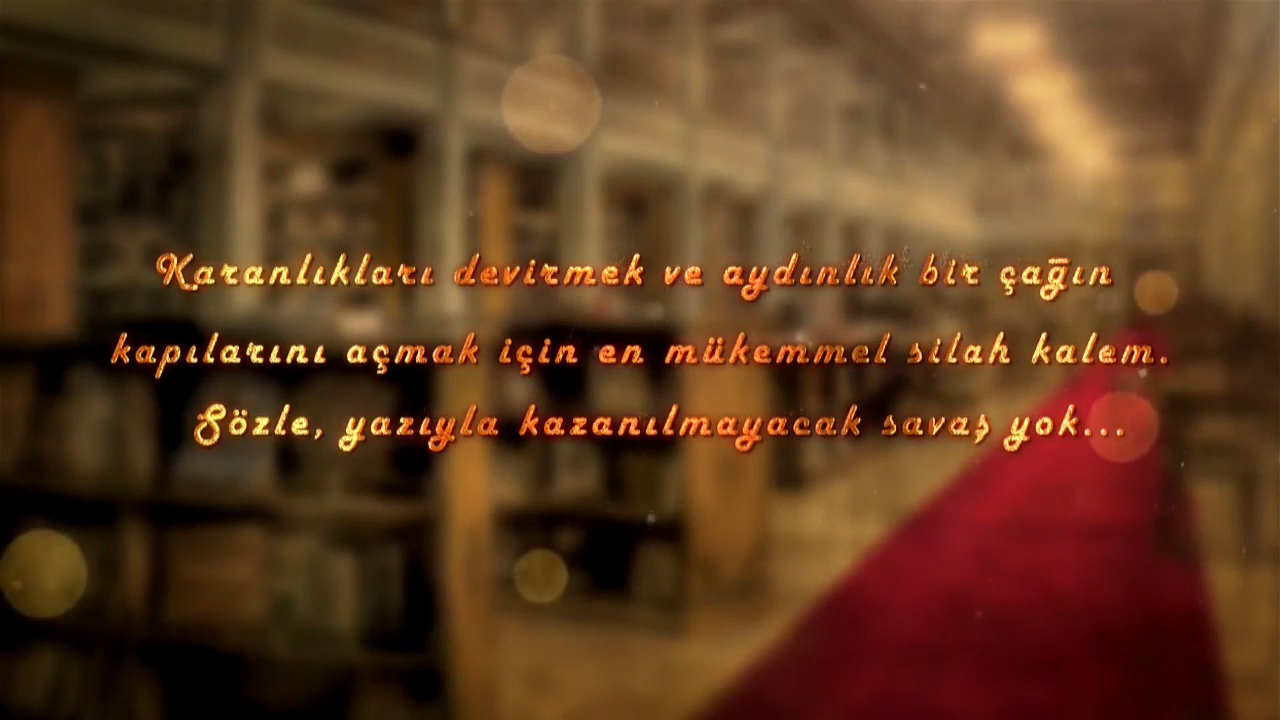 Karanlıkları devirmek ve aydınlık bir çağın
kapılarını açmak için en mükemmel silah kalem.
Sözle, yazıyla kazanılmayacak savaş yok...